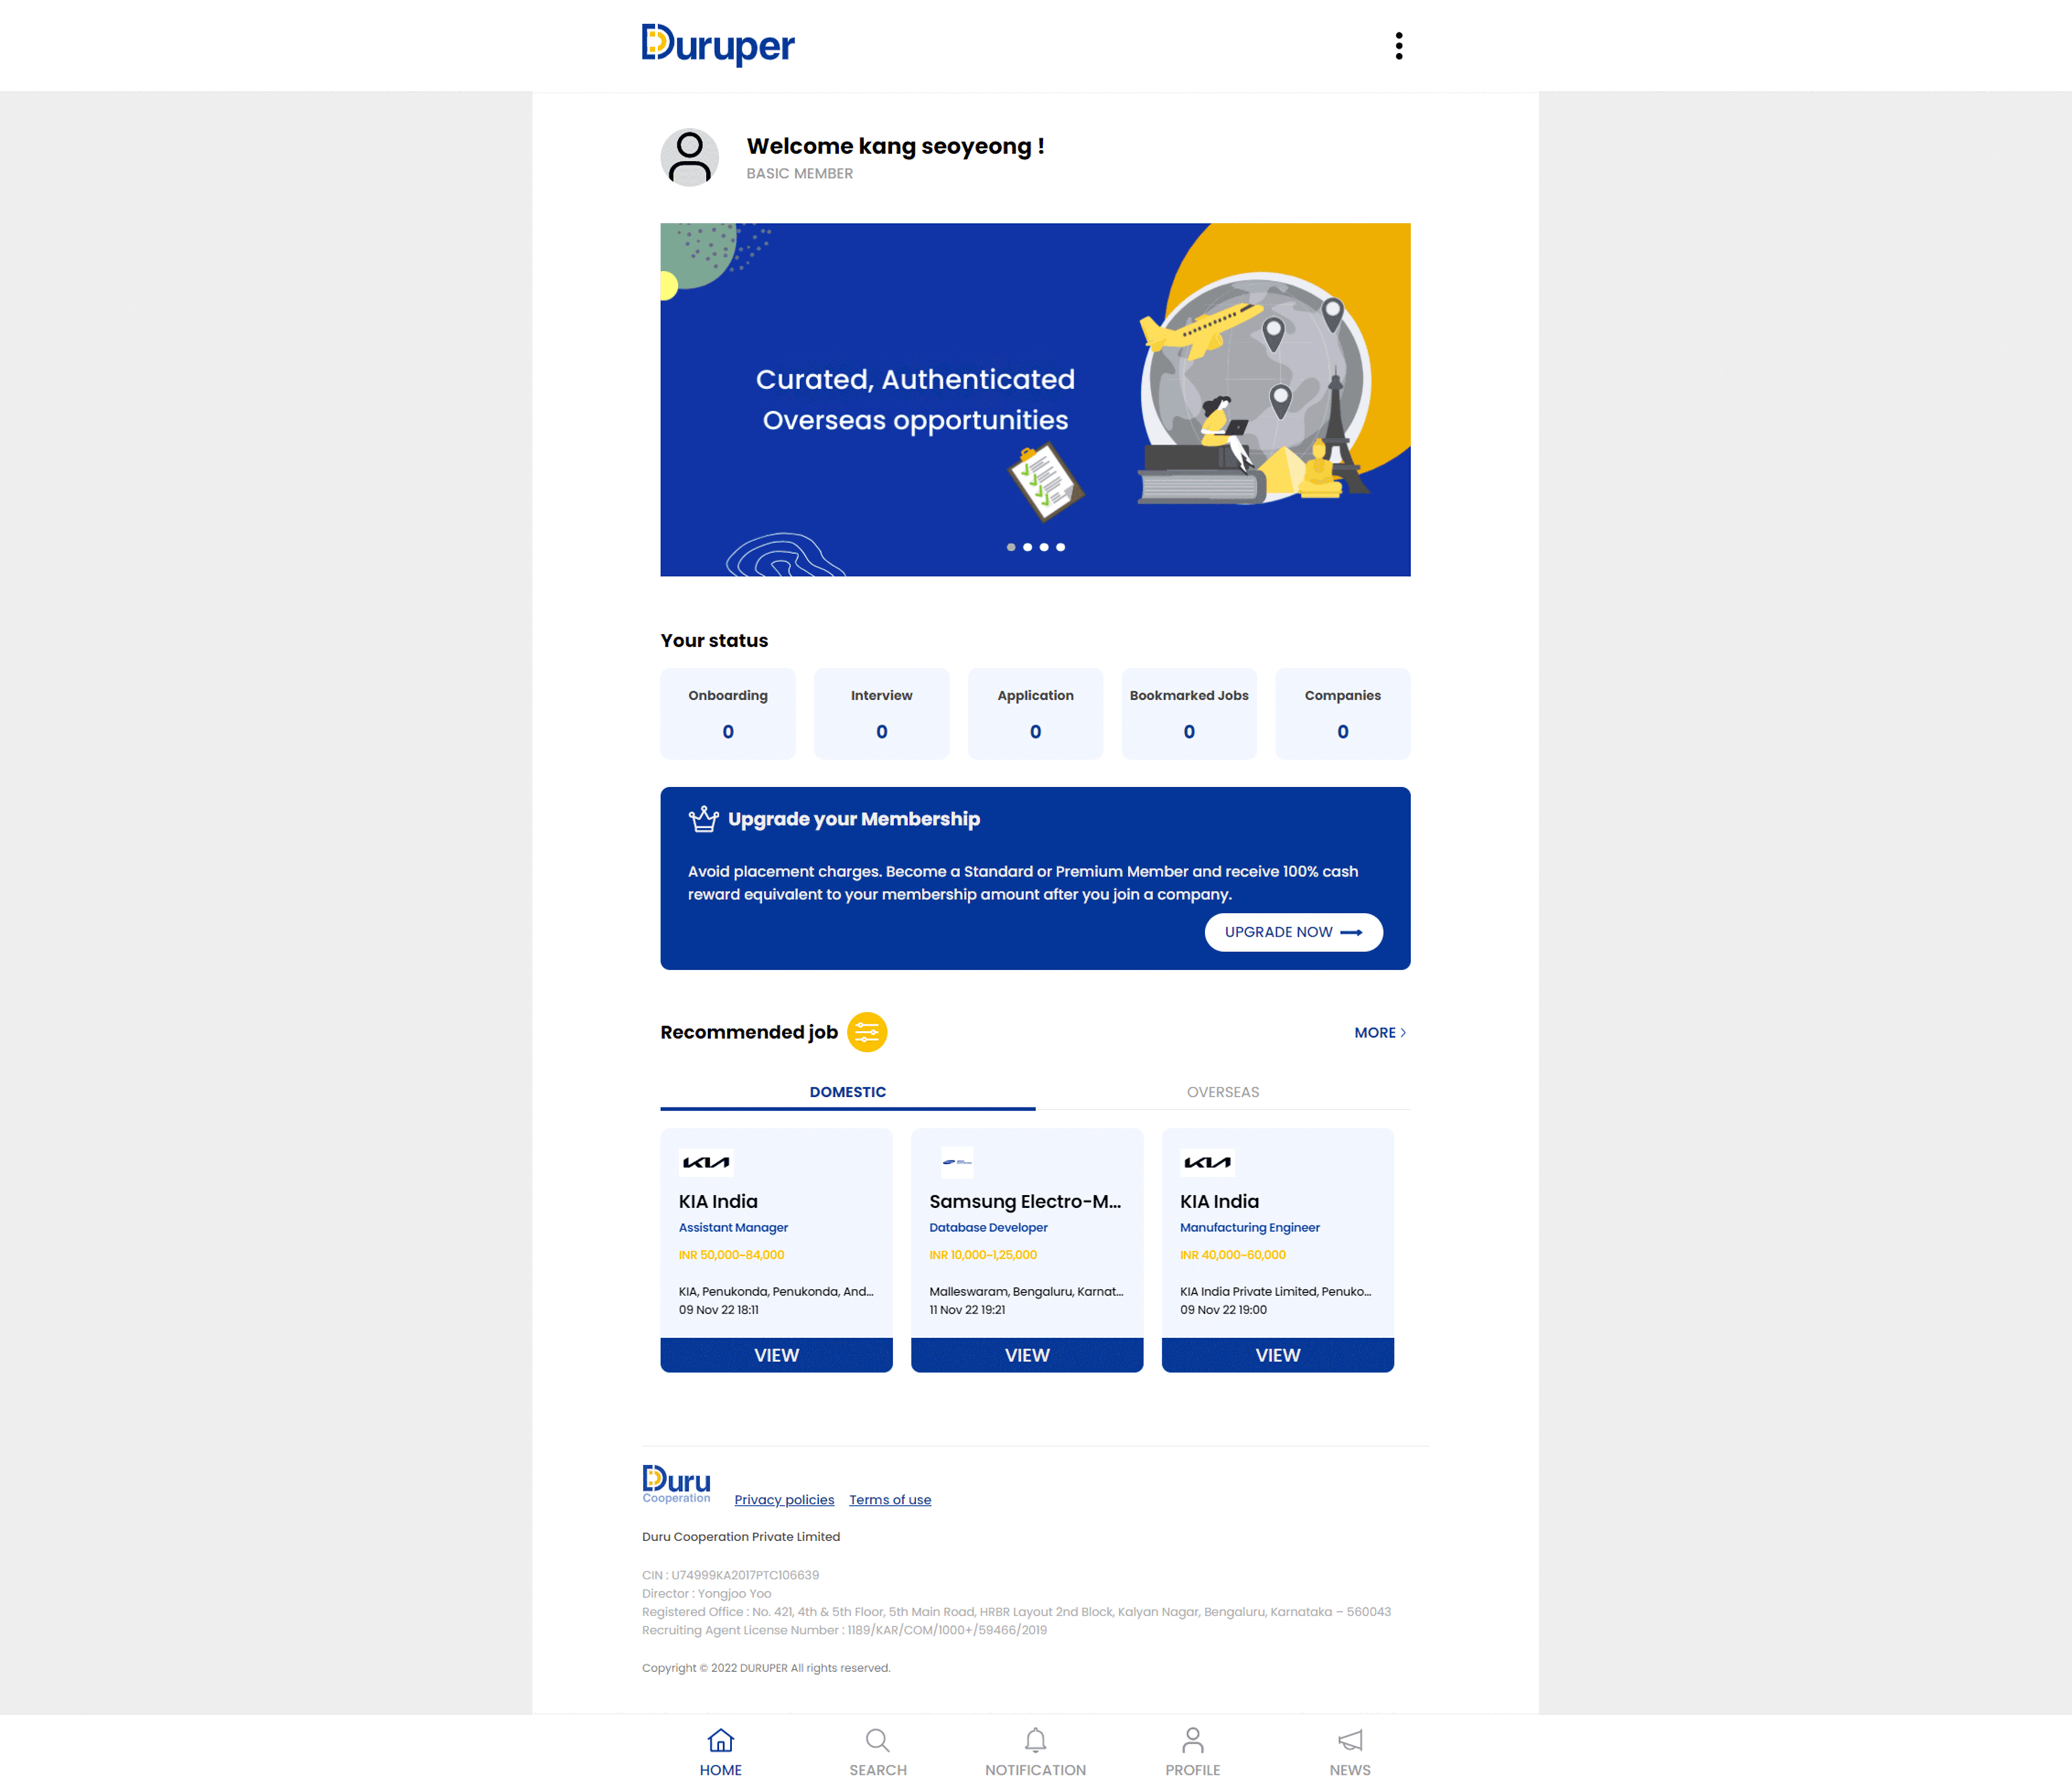 Duruper
Welcome kang seoyeong !
BASIC MEMBER
Curated, Authenticated
Overseas opportunities
Your status
Onboarding
0
Interview
0
Application
0
Bookmarked Jobs
0
Companies
0
Upgrade your Membership
Avoid placement charges. Become a Standard or Premium Member and receive 100% cash
reward equivalent to your membership amount after you join a company.
UPGRADE NOW
Recommended job
MORE >
DOMESTIC
OVERSEAS
KIA
KIA India
Assistant Manager
INR 50,000-84,000
KIA, Penukonda, Penukonda, And...
09 Nov 22 18:11
VIEW
Samsung Electro-M...
Database Developer
INR 10,000-1,25,000
Malleswaram, Bengaluru, Karnat...
11 Nov 22 19:21
VIEW
KIA
KIA India
Manufacturing Engineer
INR 40,000-60,000
KIA India Private Limited, Penuko...
09 Nov 22 19:00
VIEW
Duru
Cooperation
Privacy policies
Terms of use
Duru Cooperation Private Limited
CIN : U74999KA2017PTC106639
Director : Yongjoo Yoo
Registered Office : No. 421, 4th & 5th Floor, 5th Main Road, HRBR Layout 2nd Block, Kalyan Nagar, Bengaluru, Karnataka – 560043
Recruiting Agent License Number : 1189/KAR/COM/1000+/59466/2019
Copyright © 2022 DURUPER All rights reserved.
HOME
SEARCH
NOTIFICATION
PROFILE
NEWS